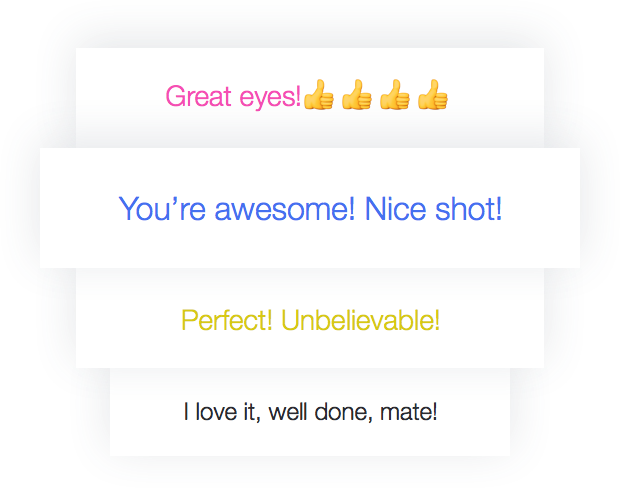 Great eyes!👍👍👍👍
You’re awesome! Nice shot!
Perfect! Unbelievable!
I love it, well done, mate!